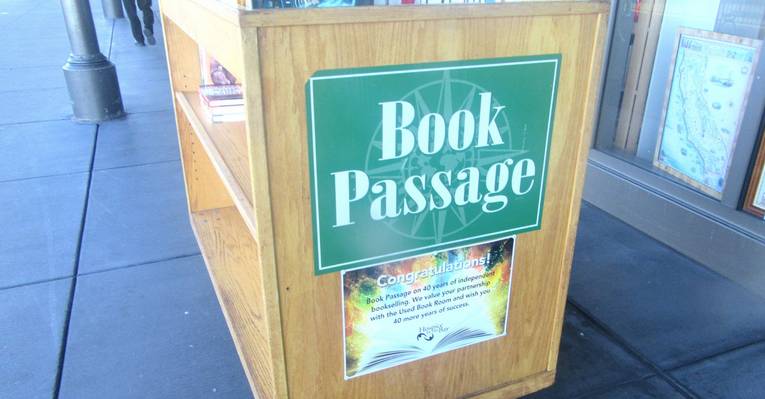 Book
Passage
Congratulations!
Book Passage on 40 years of independent
bookselling. We value your partnership
with the Used Book Room and wish you
40 more years of success.